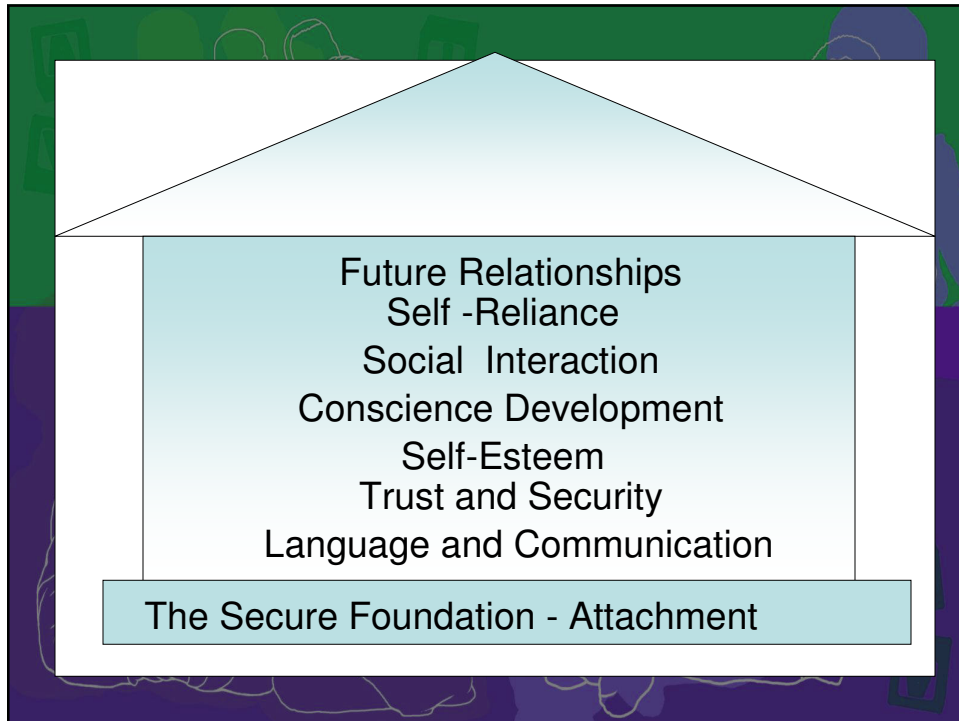 Future Relationships
Self -Reliance
Social  Interaction
Conscience Development
Self-Esteem
Trust and Security
Language and Communication
The Secure Foundation - Attachment